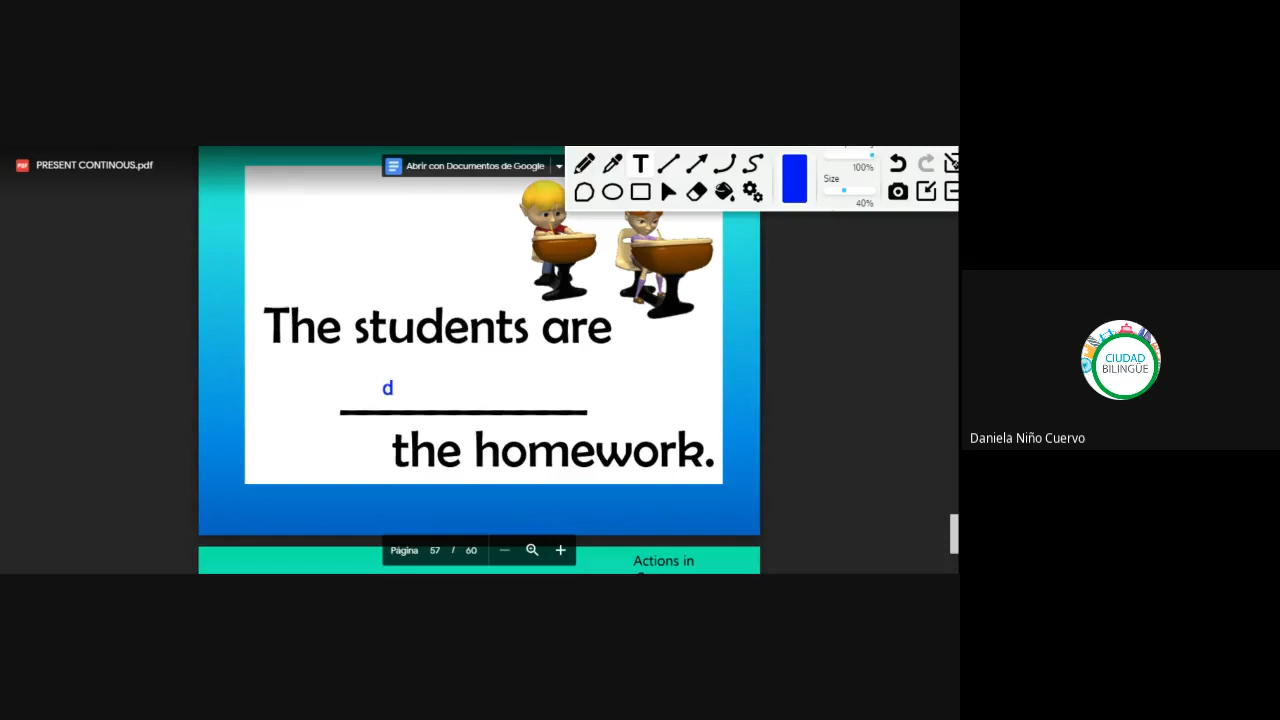 PRESENT CONTINOUS.pdf
Abrir con Documentos de Google
T
100%
Size
40%
The students are
d
the homework.
Página 57 / 60
Actions in
CIUDAD
BILINGÜE
Daniela Niño Cuervo